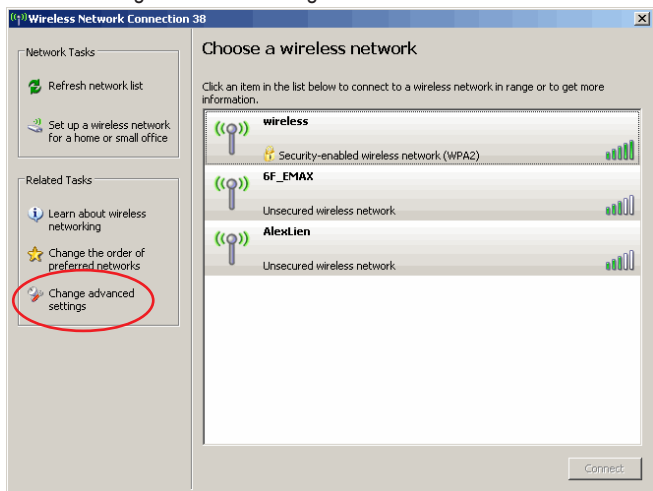 Wireless Network Connection 38
Network Tasks
Refresh network list
Set up a wireless network
for a home or small office
Related Tasks
Learn about wireless
networking
Change the order of
preferred networks
Change advanced
settings
Choose a wireless network
Click an item in the list below to connect to a wireless network in range or to get more
information.
wireless
Security-enabled wireless network (WPA2)
6F_EMAX
Unsecured wireless network
AlexLien
Unsecured wireless network
Connect